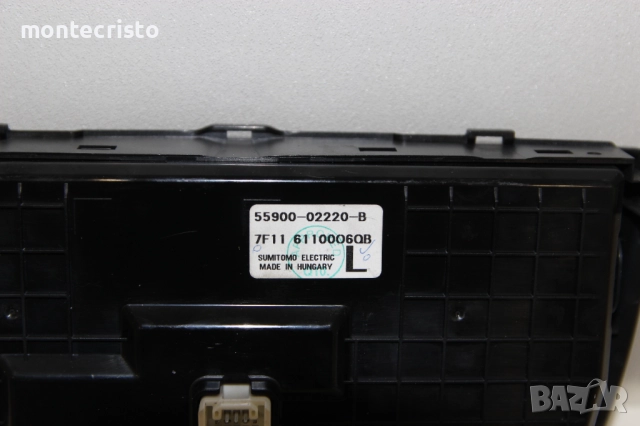 montecristo
55900-02220-B
7F11 6110006QB
SUMITOMO ELECTRIC
MADE IN HUNGARY
L
BAZAR